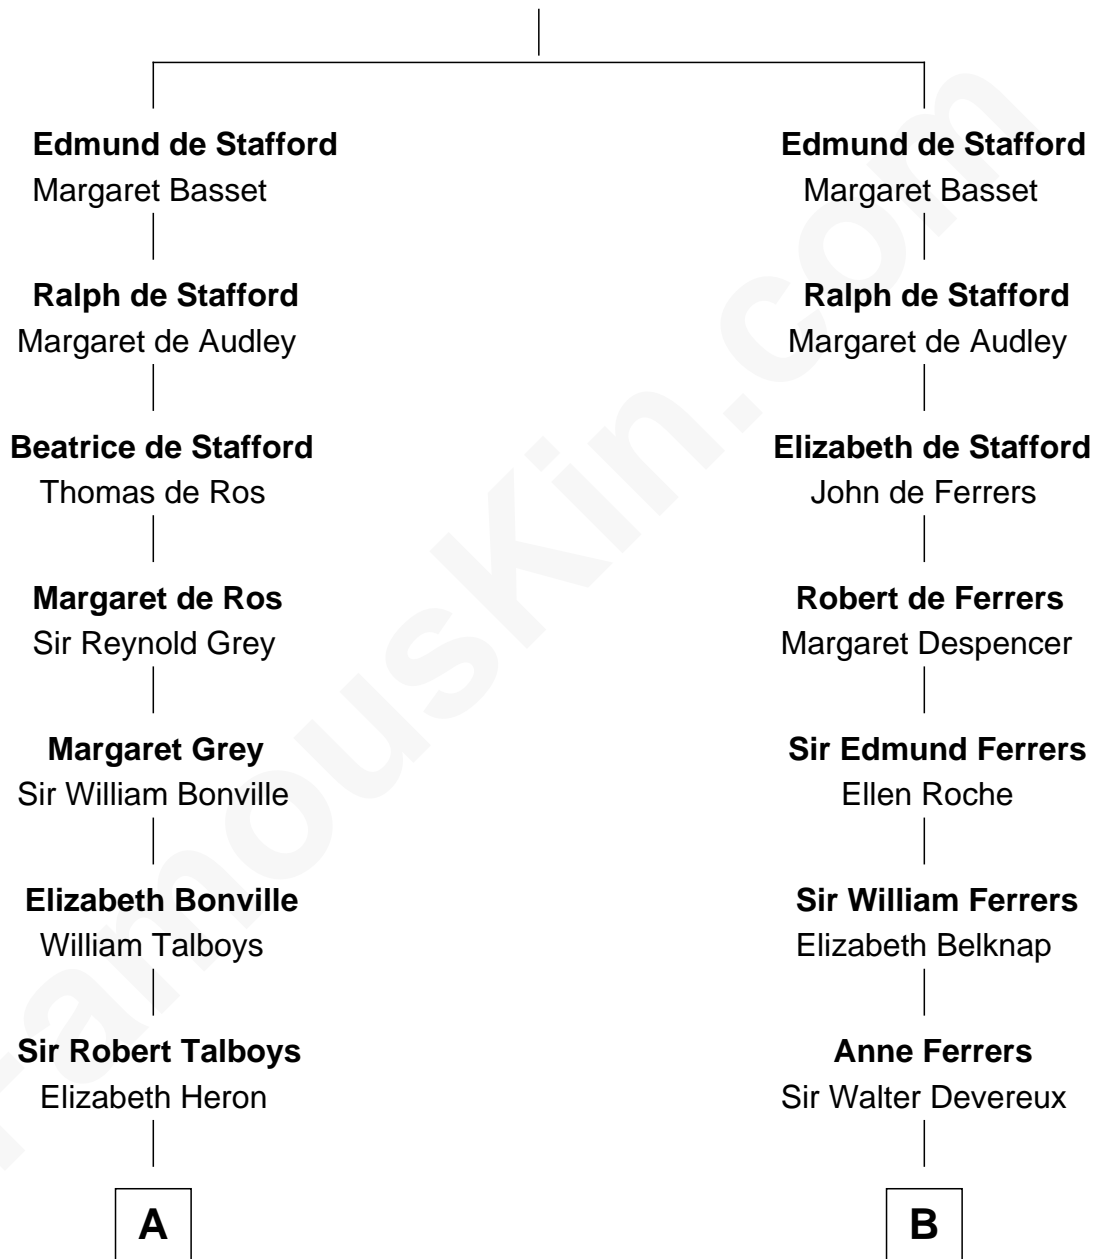 Edmund de Stafford
Margaret Basset
Ralph de Stafford
Margaret de Audley
Beatrice de Stafford
Thomas de Ros
Margaret de Ros
Sir Reynold Grey
Margaret Grey
Sir William Bonville
Elizabeth Bonville
William Talboys
Sir Robert Talboys
Elizabeth Heron
A
Edmund de Stafford
Margaret Basset
Ralph de Stafford
Margaret de Audley
Elizabeth de Stafford
John de Ferrers
Robert de Ferrers
Margaret Despencer
Sir Edmund Ferrers
Ellen Roche
Sir William Ferrers
Elizabeth Belknap
Anne Ferrers
Sir Walter Devereux
B
FamousKin.com